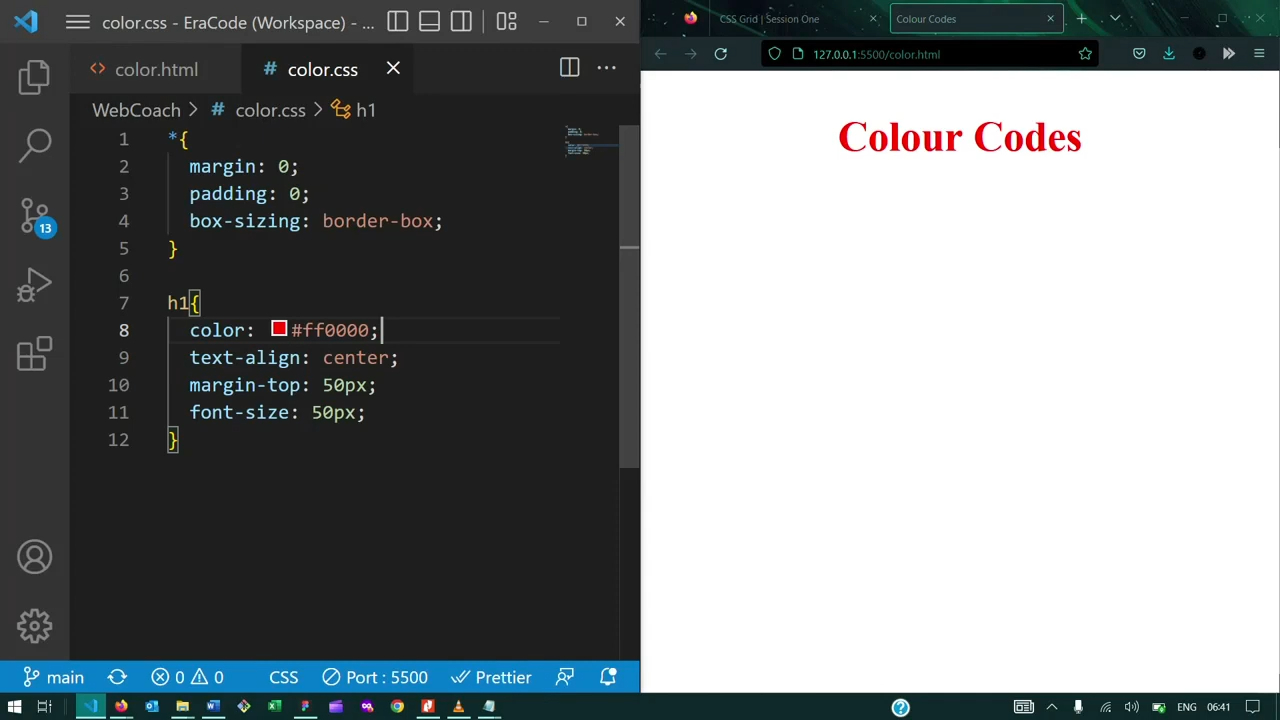 color.css - EraCode (Workspace) - ...
CSS Grid | Session One
Colour Codes
color.html
# color.css
127.0.0.1:5500/color.html
WebCoach > # color.css > h1
1 *{
2 margin: 0;
3 padding: 0;
4 box-sizing: border-box;
5 }
6
7 h1{
8 color: #ff0000;
9 text-align: center;
10 margin-top: 50px;
11 font-size: 50px;
12 }
Colour Codes
13
main 0 0 CSS Port : 5500 Prettier
ENG 06:41